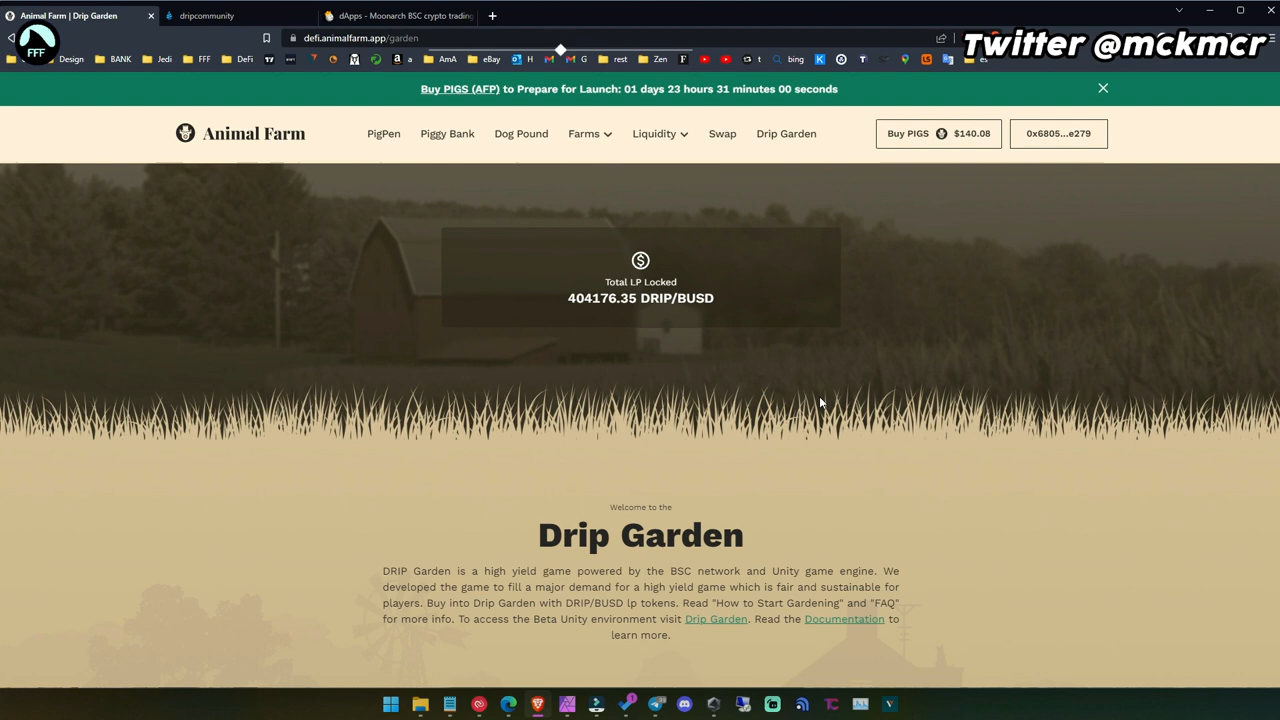 Animal Farm | Drip Garden
dripcommunity
dApps - Moonarch BSC crypto trading
defi.animalfarm.app/garden
Twitter @mckmcr
FFF
Design
BANK
Jedi
FFF
DeFi
a
AmA
eBay
H
M
G
rest
Zen
t
bing
Buy PIGS (AFP) to Prepare for Launch: 01 days 23 hours 31 minutes 00 seconds
Animal Farm
PigPen
Piggy Bank
Dog Pound
Farms
Liquidity
Swap
Drip Garden
Buy PIGS $140.08
0x6805...e279
Total LP Locked
404176.35 DRIP/BUSD
Welcome to the
Drip Garden
DRIP Garden is a high yield game powered by the BSC network and Unity game engine. We
developed the game to fill a major demand for a high yield game which is fair and sustainable for
players. Buy into Drip Garden with DRIP/BUSD lp tokens. Read "How to Start Gardening" and "FAQ"
for more info. To access the Beta Unity environment visit Drip Garden. Read the Documentation to
learn more.